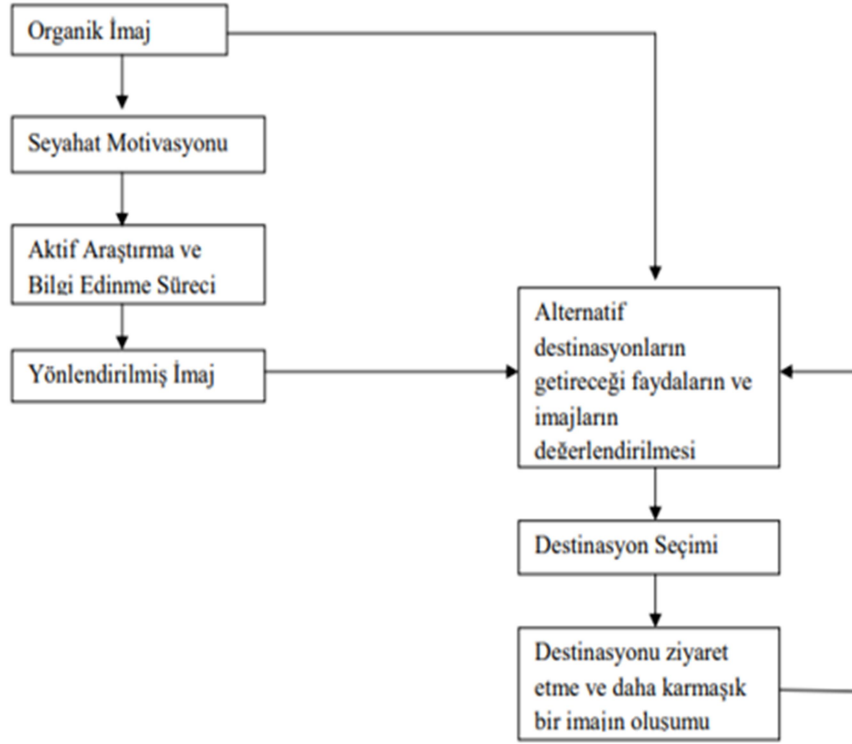 Organik İmaj
Seyahat Motivasyonu
Aktif Araştırma ve
Bilgi Edinme Süreci
Yönlendirilmiş İmaj
Alternatif
destinasyonların
getireceği faydaların ve
imajların
değerlendirilmesi
Destinasyon Seçimi
Destinasyonu ziyaret
etme ve daha karmaşık
bir imajın oluşumu